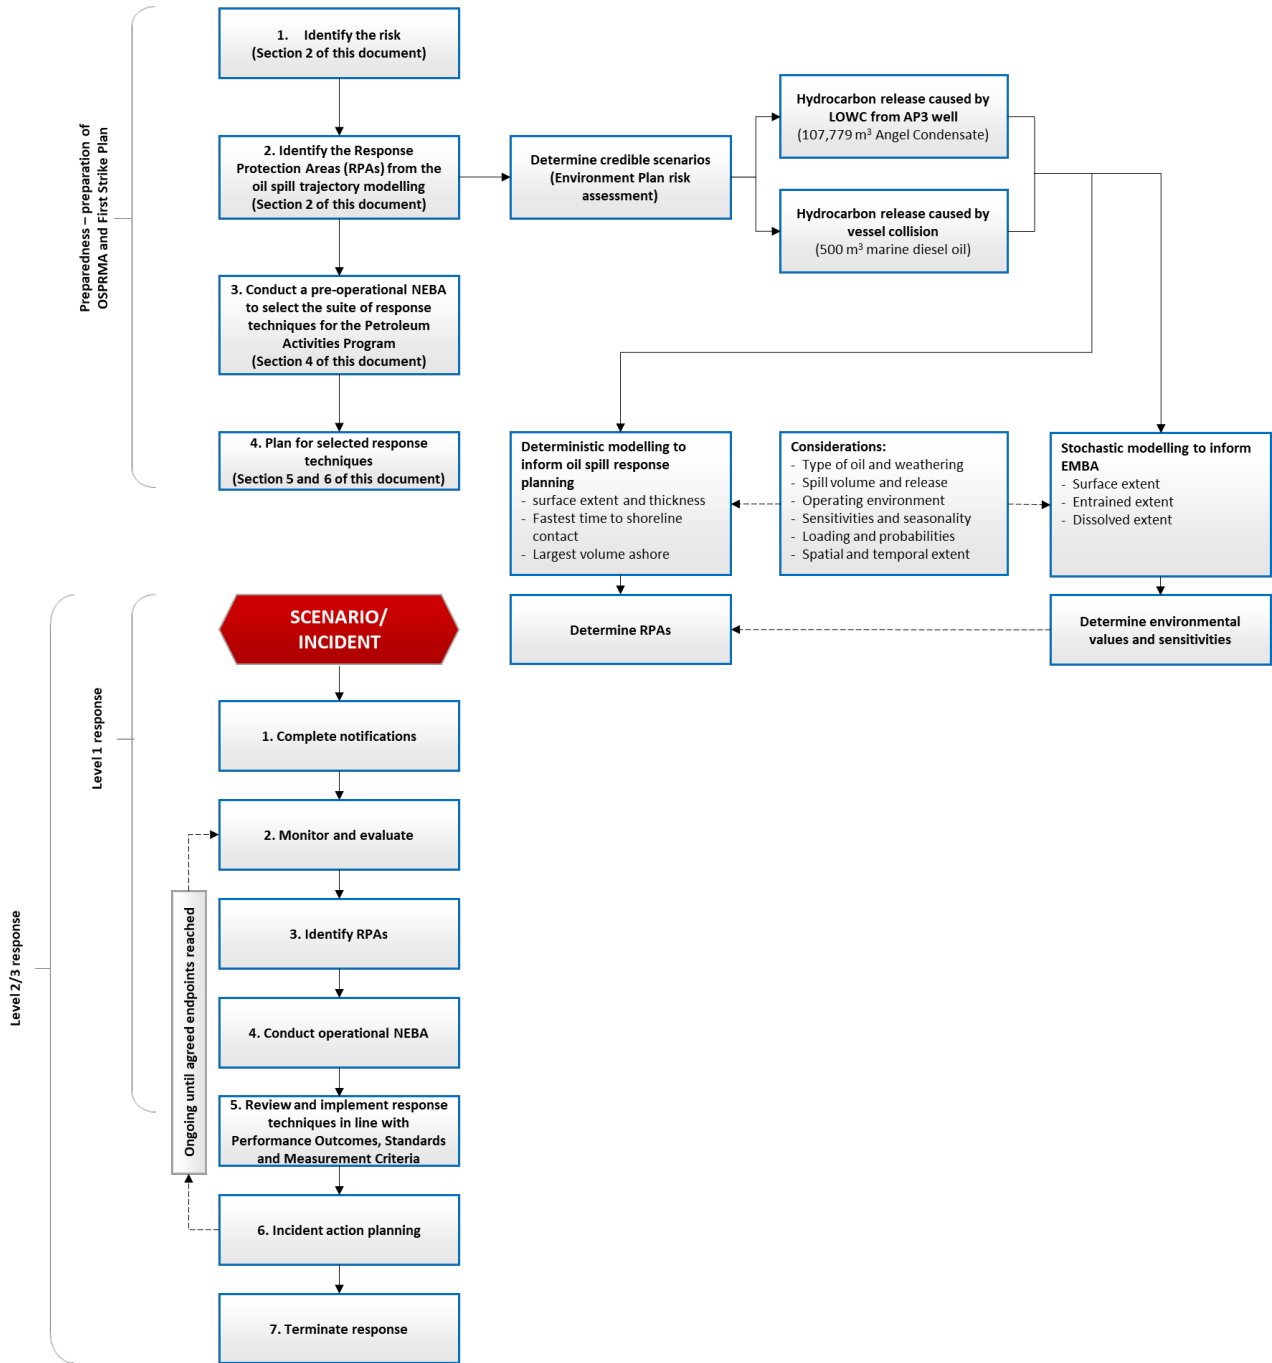 Preparedness – preparation of
OSPRMA and First Strike Plan
1. Identify the risk
(Section 2 of this document)
2. Identify the Response
Protection Areas (RPAs) from the
oil spill trajectory modelling
(Section 2 of this document)
3. Conduct a pre-operational NEBA
to select the suite of response
techniques for the Petroleum
Activities Program
(Section 4 of this document)
4. Plan for selected response
techniques
(Section 5 and 6 of this document)
Determine credible scenarios
(Environment Plan risk
assessment)
Hydrocarbon release caused by
LOWC from AP3 well
(107,779 m³ Angel Condensate)
Hydrocarbon release caused by
vessel collision
(500 m³ marine diesel oil)
Deterministic modelling to
inform oil spill response
planning
- surface extent and thickness
- Fastest time to shoreline
contact
- Largest volume ashore
Considerations:
- Type of oil and weathering
- Spill volume and release
- Operating environment
- Sensitivities and seasonality
- Loading and probabilities
- Spatial and temporal extent
Stochastic modelling to inform
EMBA
- Surface extent
- Entrained extent
- Dissolved extent
Determine RPAs
Determine environmental
values and sensitivities
Level 2/3 response
Level 1 response
SCENARIO/
INCIDENT
1. Complete notifications
2. Monitor and evaluate
3. Identify RPAs
4. Conduct operational NEBA
5. Review and implement response
techniques in line with
Performance Outcomes, Standards
and Measurement Criteria
6. Incident action planning
7. Terminate response
Ongoing until agreed endpoints reached